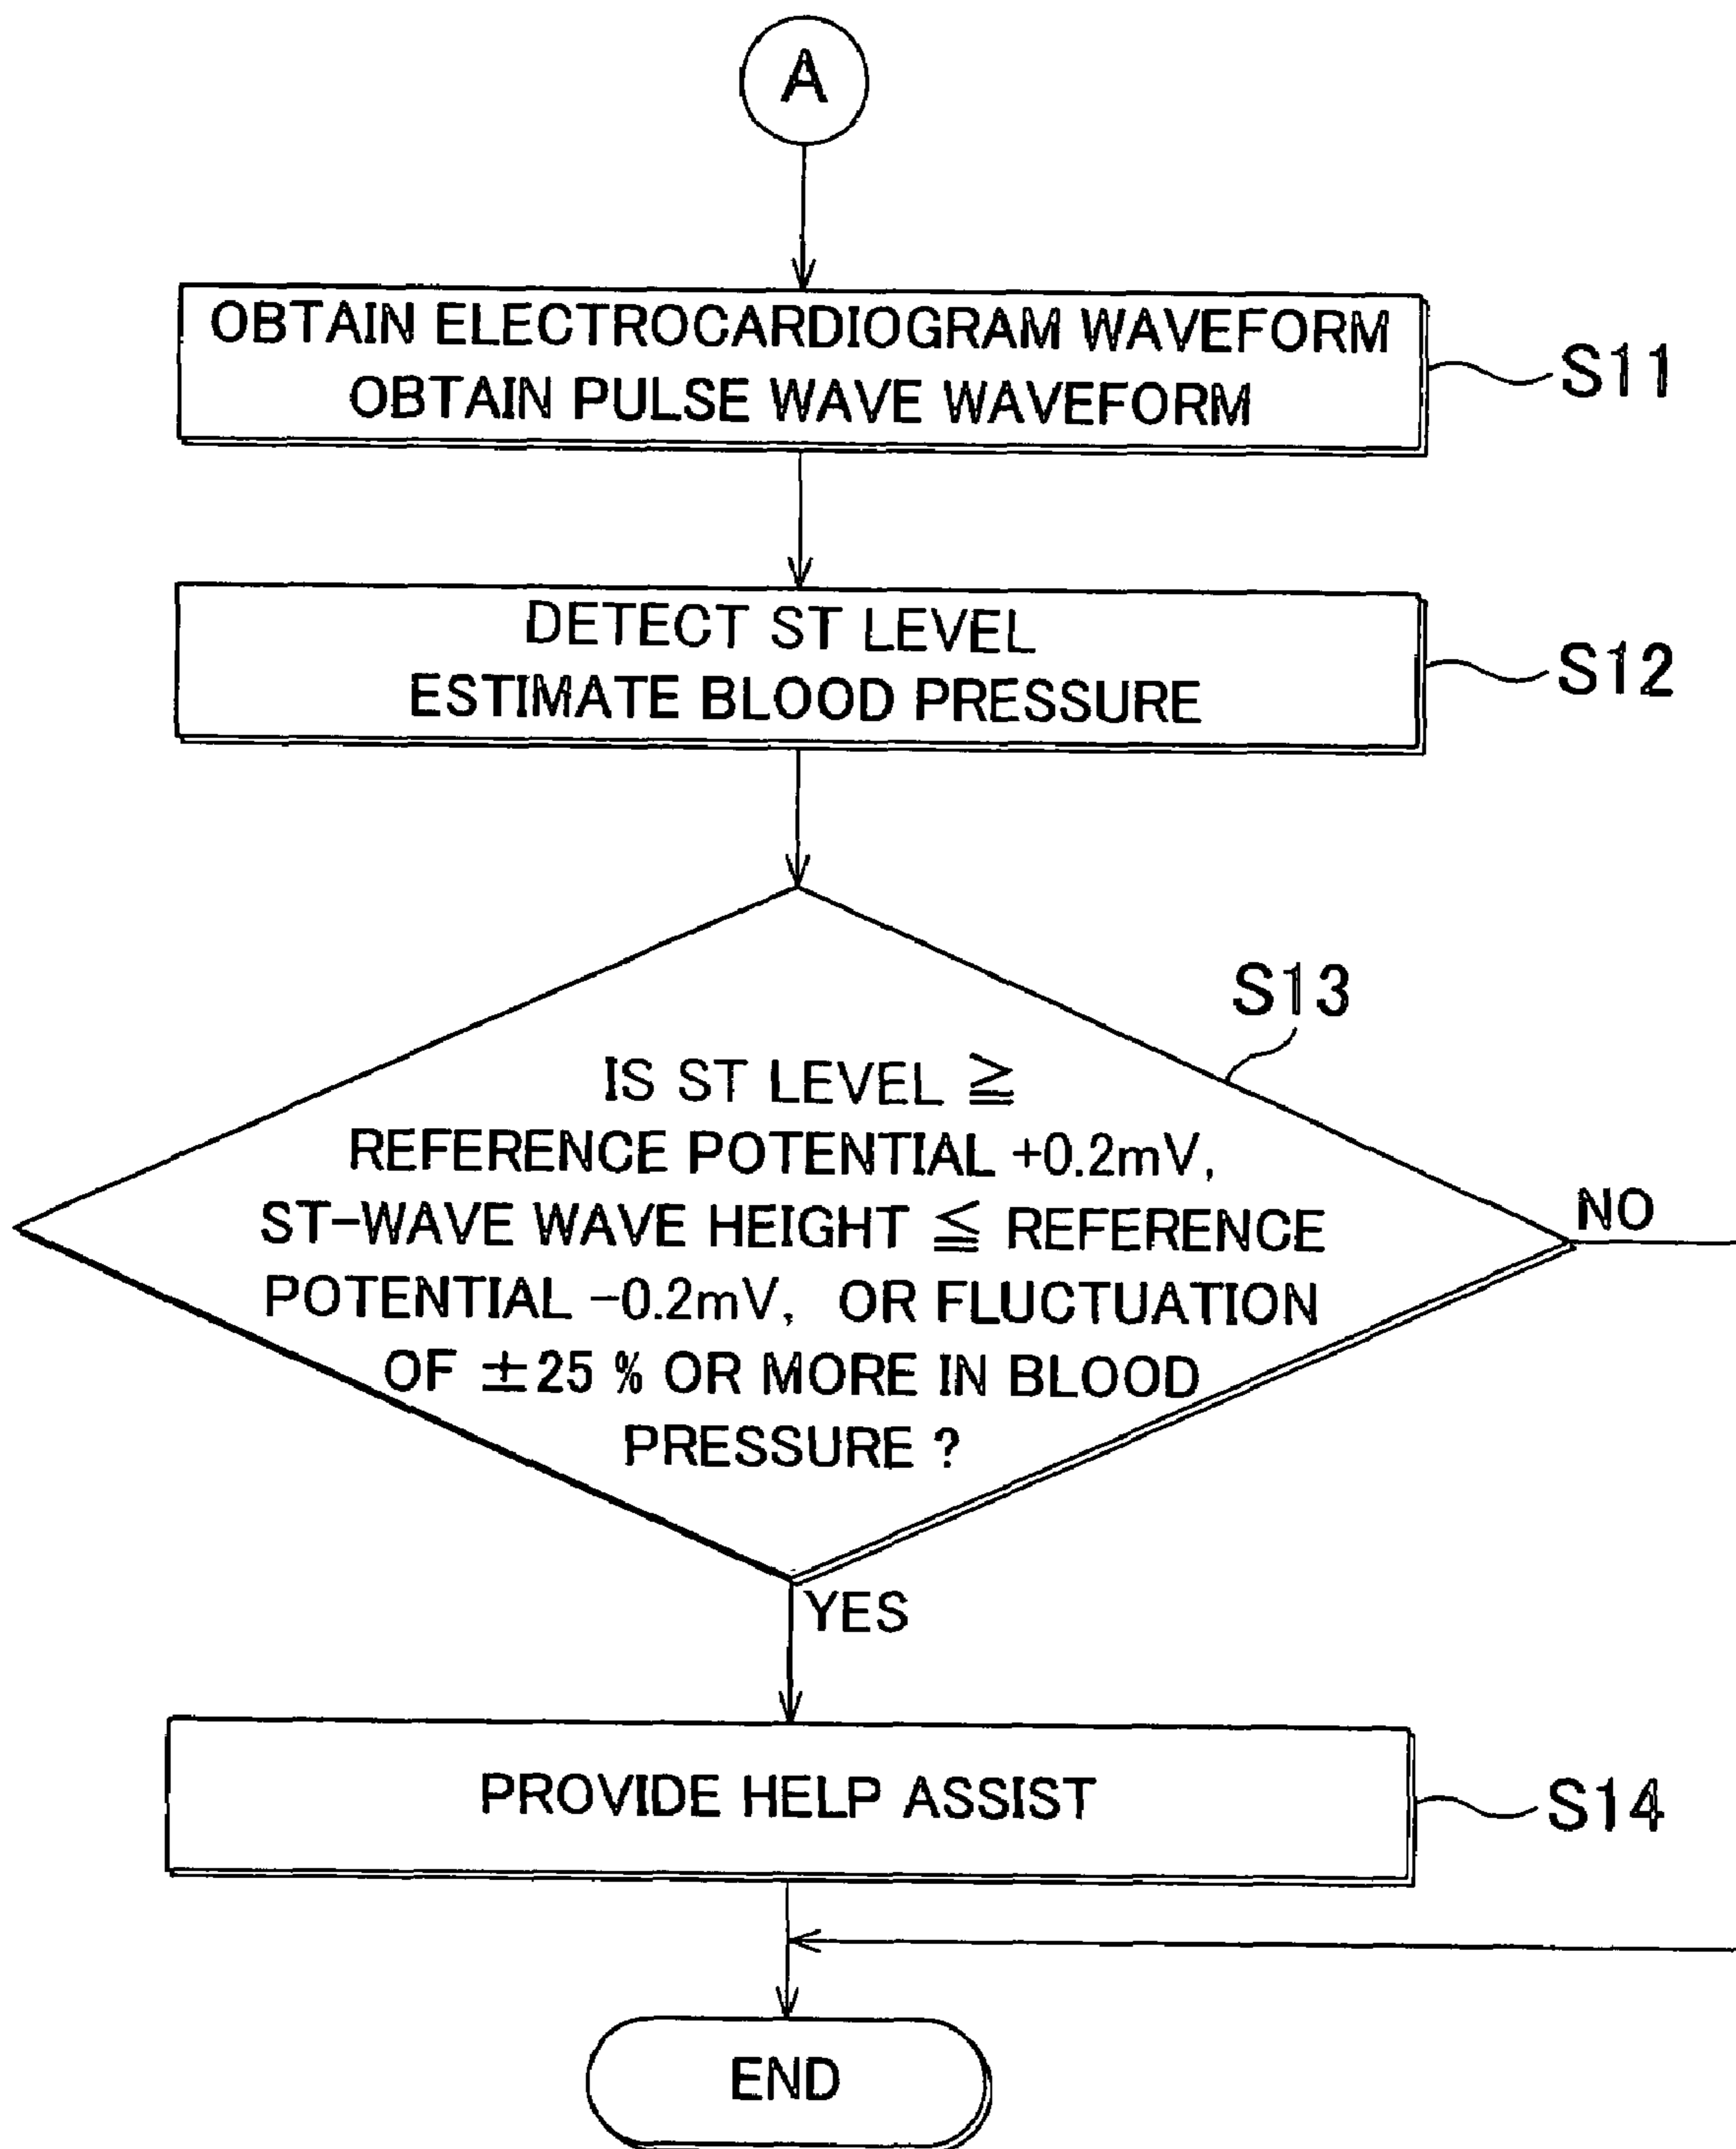 A
OBTAIN ELECTROCARDIOGRAM WAVEFORM
OBTAIN PULSE WAVE WAVEFORM
S11
DETECT ST LEVEL
ESTIMATE BLOOD PRESSURE
S12
S13
IS ST LEVEL ≧
REFERENCE POTENTIAL +0.2mV,
ST-WAVE WAVE HEIGHT ≦ REFERENCE
POTENTIAL -0.2mV, OR FLUCTUATION
OF ±25 % OR MORE IN BLOOD
PRESSURE ?
NO
YES
PROVIDE HELP ASSIST
S14
END